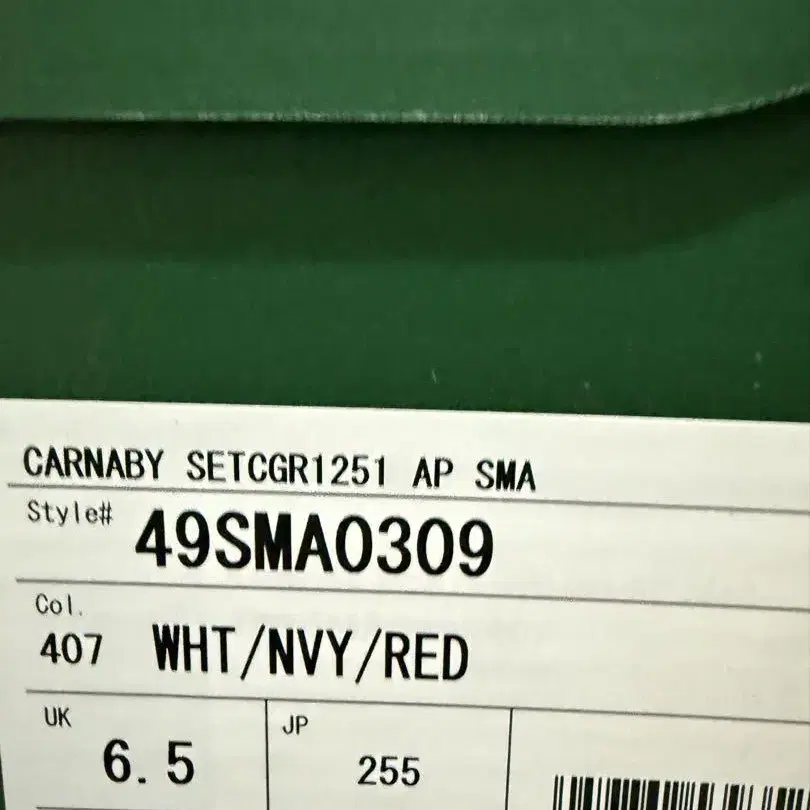 CARNABY SETCGR1251 AP SMA
Style# 49SMA0309
Col.
407 WHT/NVY/RED
UK JP
6.5 255